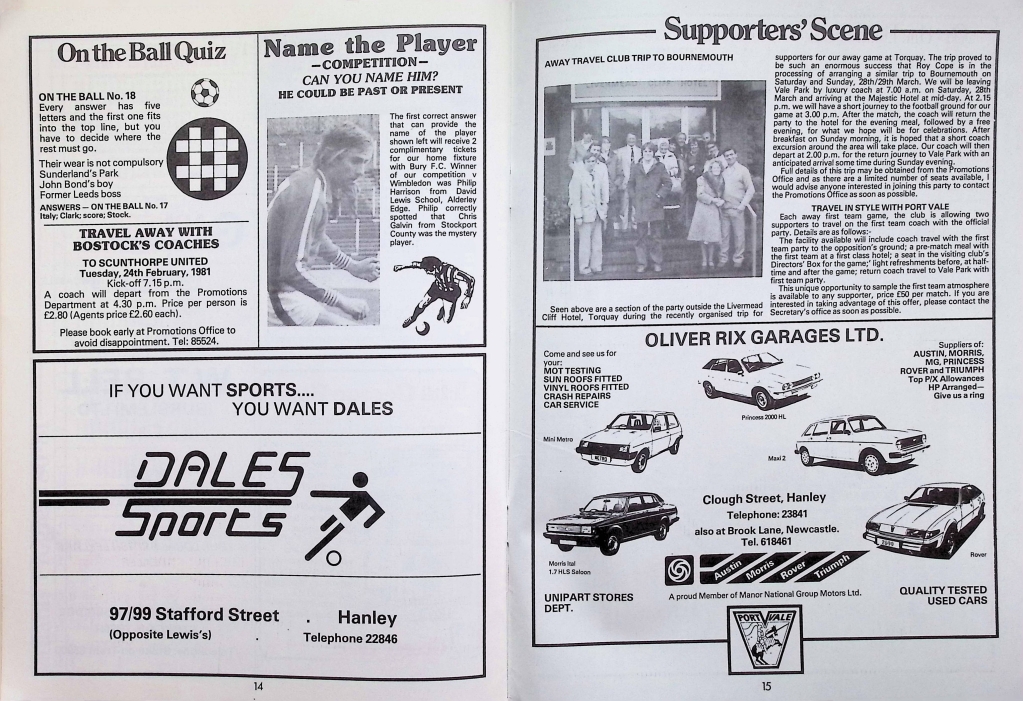 On the Ball Quiz
ON THE BALL No. 18
Every answer has five
letters and the first one fits
into the top line, but you
have to decide where the
rest must go.
Their wear is not compulsory
Sunderland's Park
John Bond's boy
Former Leeds boss
ANSWERS — ON THE BALL No. 17
Italy; Clark; score; Stock.
TRAVEL AWAY WITH
BOSTOCK'S COACHES
TO SCUNTHORPE UNITED
Tuesday, 24th February, 1981
Kick-off 7.15 p.m.
A coach will depart from the Promotions
Department at 4.30 p.m. Price per person is
£2.80 (Agents price £2.60 each).
Please book early at Promotions Office to
avoid disappointment. Tel: 85524.
Name the Player
—COMPETITION—
CAN YOU NAME HIM?
HE COULD BE PAST OR PRESENT
The first correct answer
that can provide the
name of the player
shown left will receive 2
complimentary tickets
for our home fixture
with Bury F.C. Winner
of our competition v
Wimbledon was Philip
Harrison from David
Lewis School, Alderley
Edge. Philip correctly
spotted that Chris
Galvin from Stockport
County was the mystery
player.
IF YOU WANT SPORTS....
YOU WANT DALES
DALES
Sports
97/99 Stafford Street . Hanley
(Opposite Lewis's) . Telephone 22846
14
Supporters' Scene
AWAY TRAVEL CLUB TRIP TO BOURNEMOUTH
Seen above are a section of the party outside the Livermead
Cliff Hotel, Torquay during the recently organised trip for
supporters for our away game at Torquay. The trip proved to
be such an enormous success that Roy Cope is in the
processing of arranging a similar trip to Bournemouth on
Saturday and Sunday, 28th/29th March. We will be leaving
Vale Park by luxury coach at 7.00 a.m. on Saturday, 28th
March and arriving at the Majestic Hotel at mid-day. At 2.15
p.m. we will have a short journey to the football ground for our
game at 3.00 p.m. After the match, the coach will return the
party to the hotel for the evening meal, followed by a free
evening, for what we hope will be for celebrations. After
breakfast on Sunday morning, it is hoped that a short coach
excursion around the area will take place. Our coach will then
depart at 2.00 p.m. for the return journey to Vale Park with an
anticipated arrival some time during Sunday evening.
Full details of this trip may be obtained from the Promotions
Office and as there are a limited number of seats available, I
would advise anyone interested in joining this party to contact
the Promotions Office as soon as possible.
TRAVEL IN STYLE WITH PORT VALE
Each away first team game, the club is allowing two
supporters to travel on the first team coach with the official
party. Details are as follows:-
The facility available will include coach travel with the first
team party to the opposition's ground; a pre-match meal with
the first team at a first class hotel; a seat in the visiting club's
Directors' Box for the game;' light refreshments before, at half-
time and after the game; return coach travel to Vale Park with
first team party.
This unique opportunity to sample the first team atmosphere
is available to any supporter, price £50 per match. If you are
interested in taking advantage of this offer, please contact the
Secretary's office as soon as possible.
OLIVER RIX GARAGES LTD.
Come and see us for
your:
MOT TESTING
SUN ROOFS FITTED
VINYL ROOFS FITTED
CRASH REPAIRS
CAR SERVICE
Suppliers of:
AUSTIN, MORRIS,
MG, PRINCESS
ROVER and TRIUMPH
Top P/X Allowances
HP Arranged—
Give us a ring
Princess 2000 HL
Mini Metro
METRO
Maxi 2
Clough Street, Hanley
Telephone: 23841
also at Brook Lane, Newcastle.
Tel. 618461
Morris Ital
1.7 HLS Saloon
Rover
Austin Morris Rover Triumph
A proud Member of Manor National Group Motors Ltd.
UNIPART STORES
DEPT.
QUALITY TESTED
USED CARS
PORT VALE
15